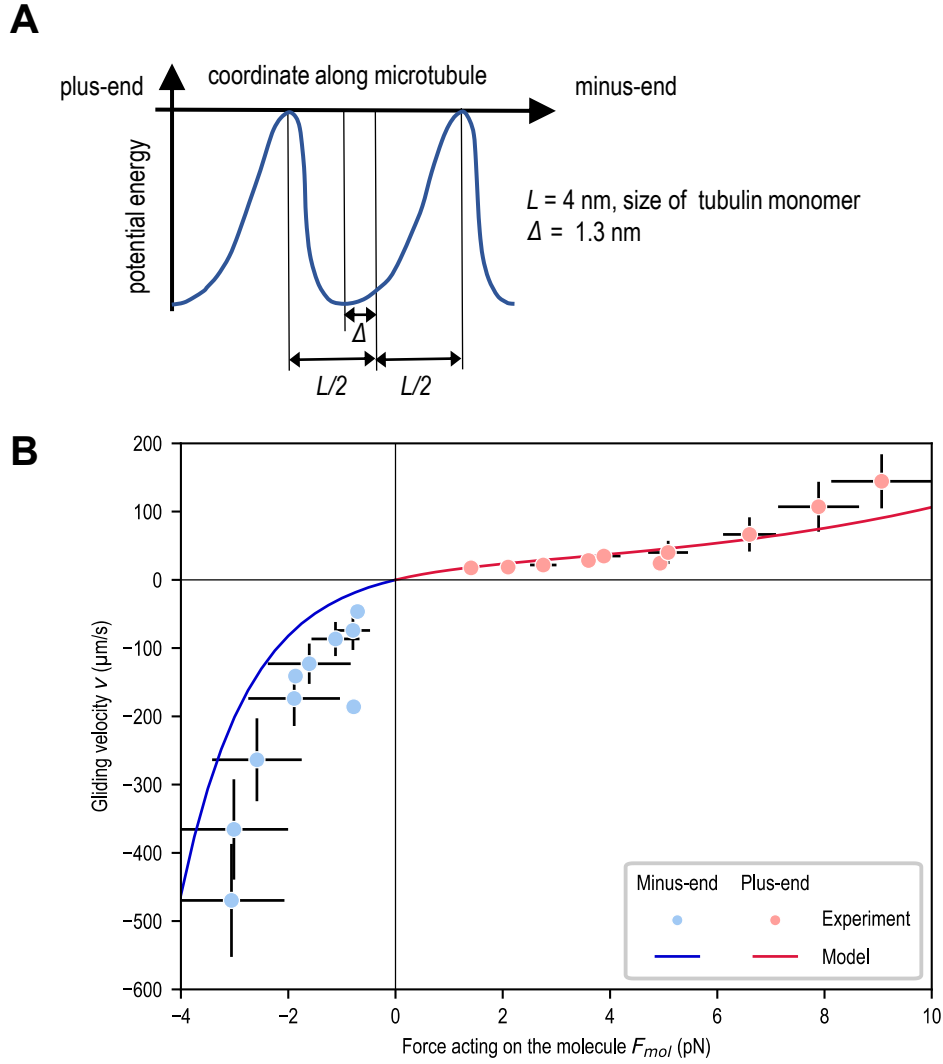 A
plus-end
coordinate along microtubule
minus-end
potential energy
L = 4 nm, size of tubulin monomer
Δ = 1.3 nm
Δ
L/2
L/2
B
200
100
0
−100
−200
−300
−400
−500
−600
Gliding velocity v (μm/s)
Minus-end Plus-end
Experiment
Model
−4 −2 0 2 4 6 8 10
Force acting on the molecule Fmol (pN)